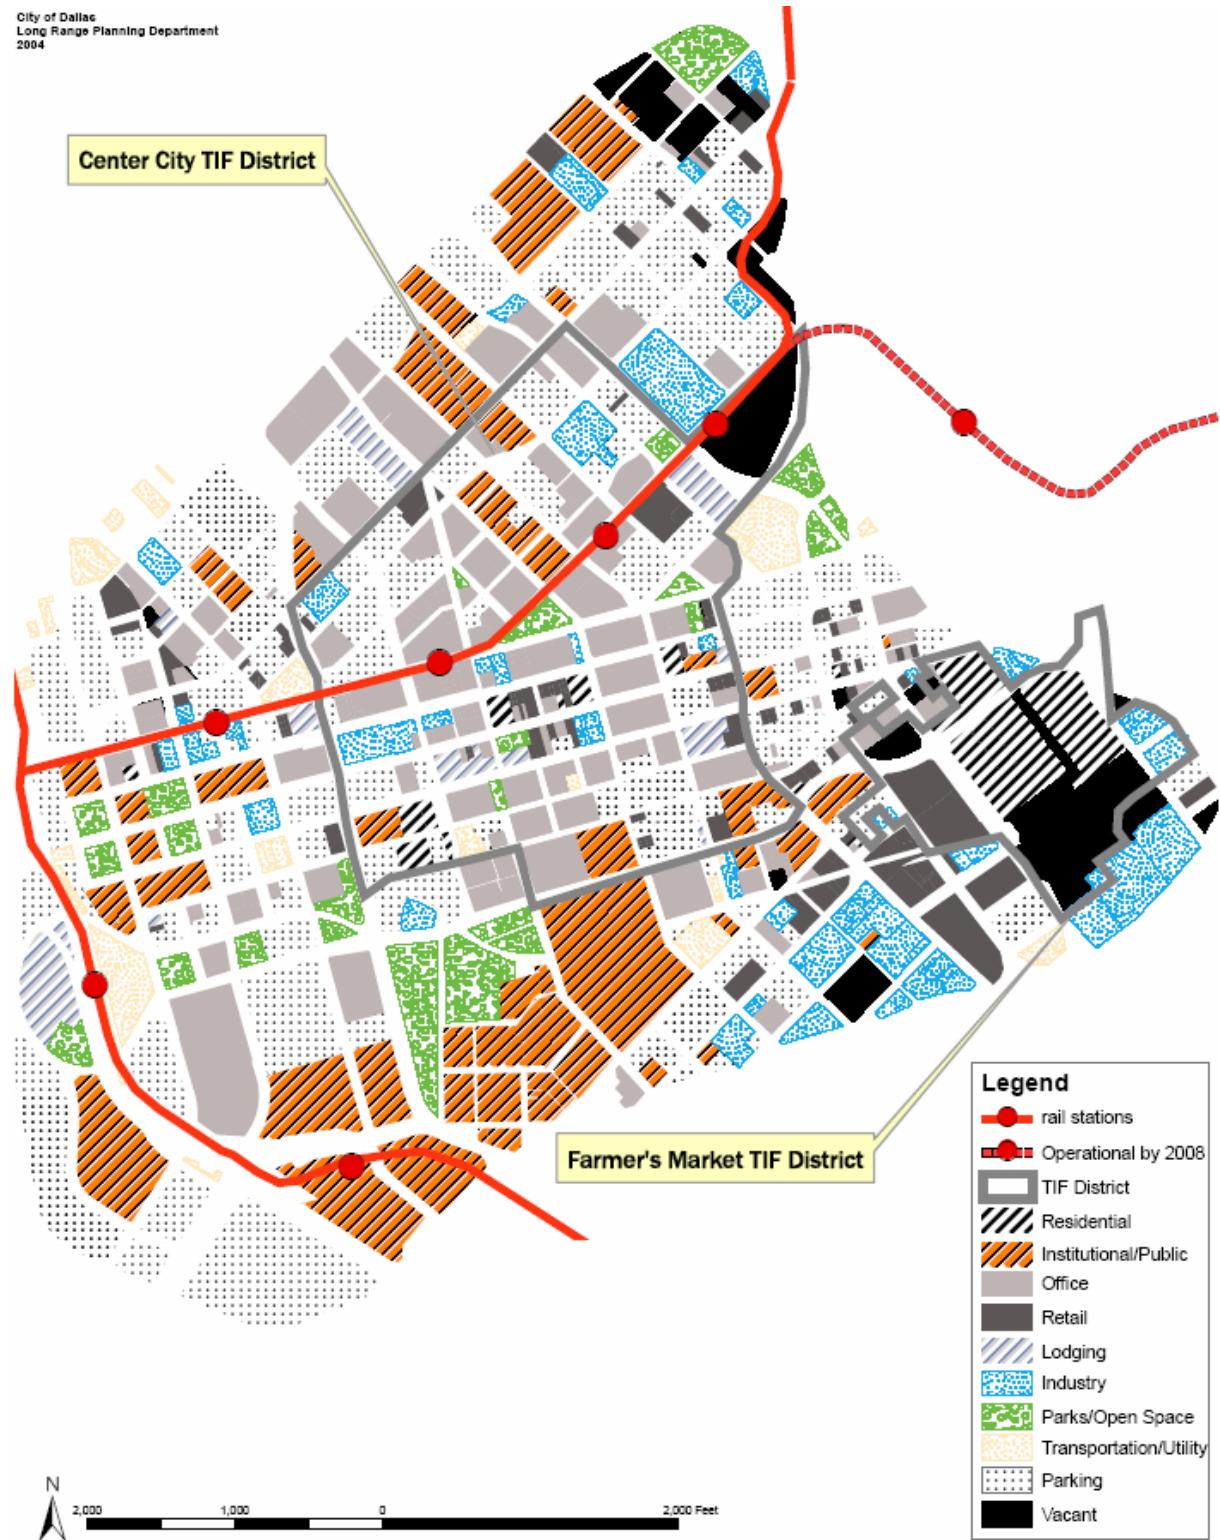 City of Dallas
Long Range Planning Department
2004
Center City TIF District
Farmer's Market TIF District
Legend
rail stations
Operational by 2008
TIF District
Residential
Institutional/Public
Office
Retail
Lodging
Industry
Parks/Open Space
Transportation/Utility
Parking
Vacant
N
2,000 1,000 0 2,000 Feet